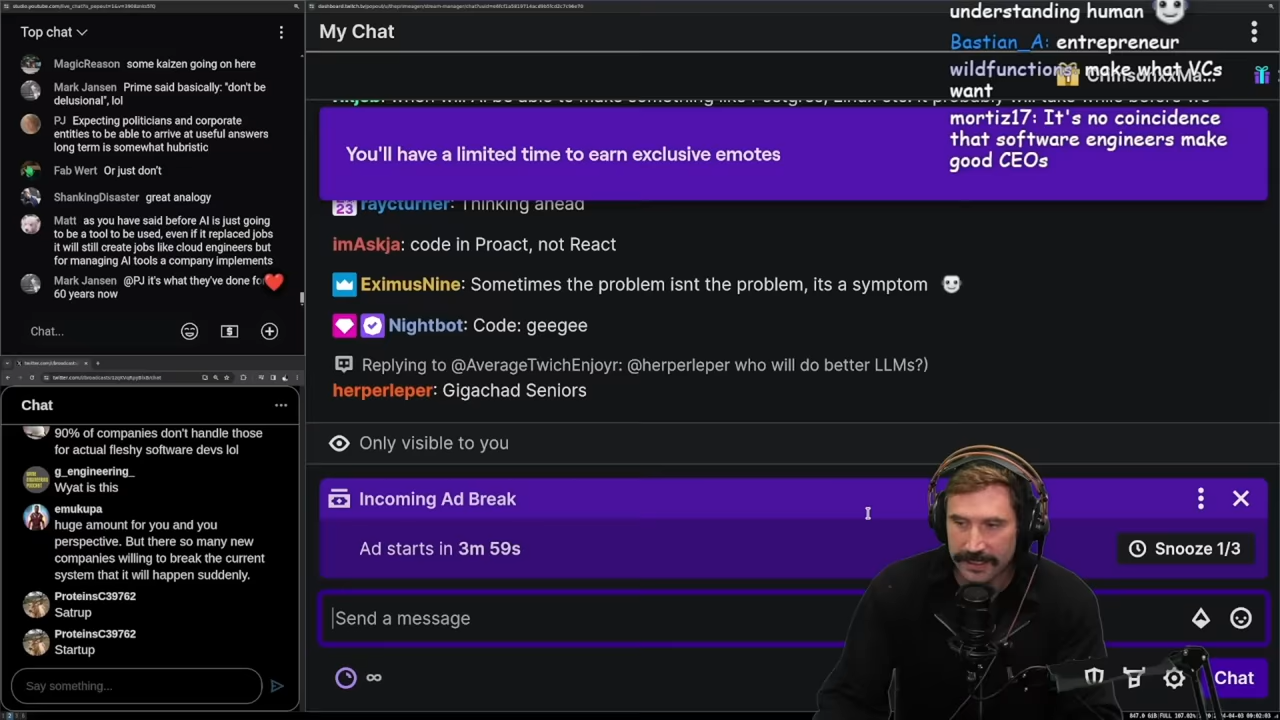 Top chat
MagicReason some kaizen going on here
Mark Jansen Prime said basically: "don't be
delusional", lol
PJ Expecting politicians and corporate
entities to be able to arrive at useful answers
long term is somewhat hubristic
Fab Wert Or just don't
ShankingDisaster great analogy
Matt as you have said before AI is just going
to be a tool to be used, even if it replaced jobs
it will still create jobs like cloud engineers but
for managing AI tools a company implements
Mark Jansen @PJ it's what they've done for
60 years now
Chat...
Chat
90% of companies don't handle those
for actual fleshy software devs lol
g_engineering_
Wyat is this
emukupa
huge amount for you and you
perspective. But there so many new
companies willing to break the current
system that it will happen suddenly.
ProteinsC39762
Satrup
ProteinsC39762
Startup
Say something...
My Chat
You'll have a limited time to earn exclusive emotes
23 raycturner: Thinking ahead
imAskja: code in Proact, not React
EximusNine: Sometimes the problem isnt the problem, its a symptom
Nightbot: Code: geegee
Replying to @AverageTwichEnjoyr: @herperleper who will do better LLMs?)
herperleper: Gigachad Seniors
Only visible to you
Incoming Ad Break
Ad starts in 3m 59s
Snooze 1/3
Send a message
∞
Chat
understanding human
Bastian_A: entrepreneur
wildfunctions: make what VCs
want
mortiz17: It's no coincidence
that software engineers make
good CEOs